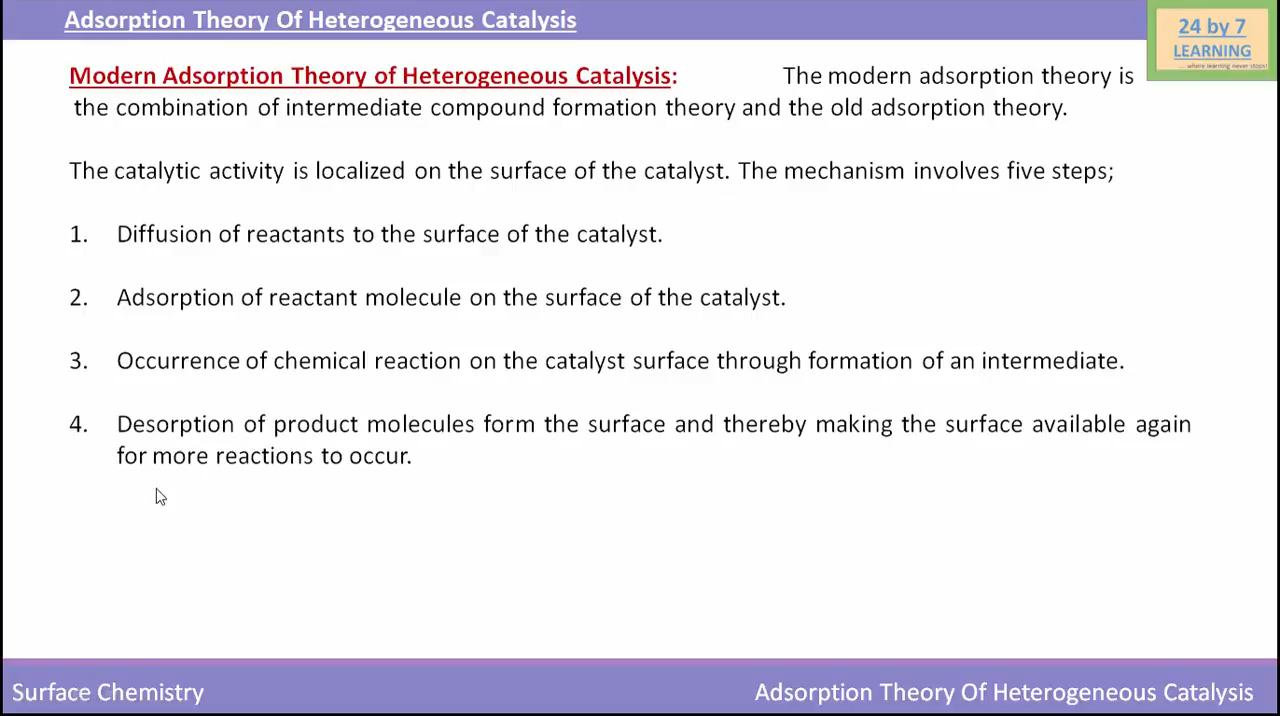 Adsorption Theory Of Heterogeneous Catalysis
24 by 7
LEARNING
.... where learning never stops!
Modern Adsorption Theory of Heterogeneous Catalysis: The modern adsorption theory is
the combination of intermediate compound formation theory and the old adsorption theory.
The catalytic activity is localized on the surface of the catalyst. The mechanism involves five steps;
1. Diffusion of reactants to the surface of the catalyst.
2. Adsorption of reactant molecule on the surface of the catalyst.
3. Occurrence of chemical reaction on the catalyst surface through formation of an intermediate.
4. Desorption of product molecules form the surface and thereby making the surface available again
for more reactions to occur.
Surface Chemistry
Adsorption Theory Of Heterogeneous Catalysis